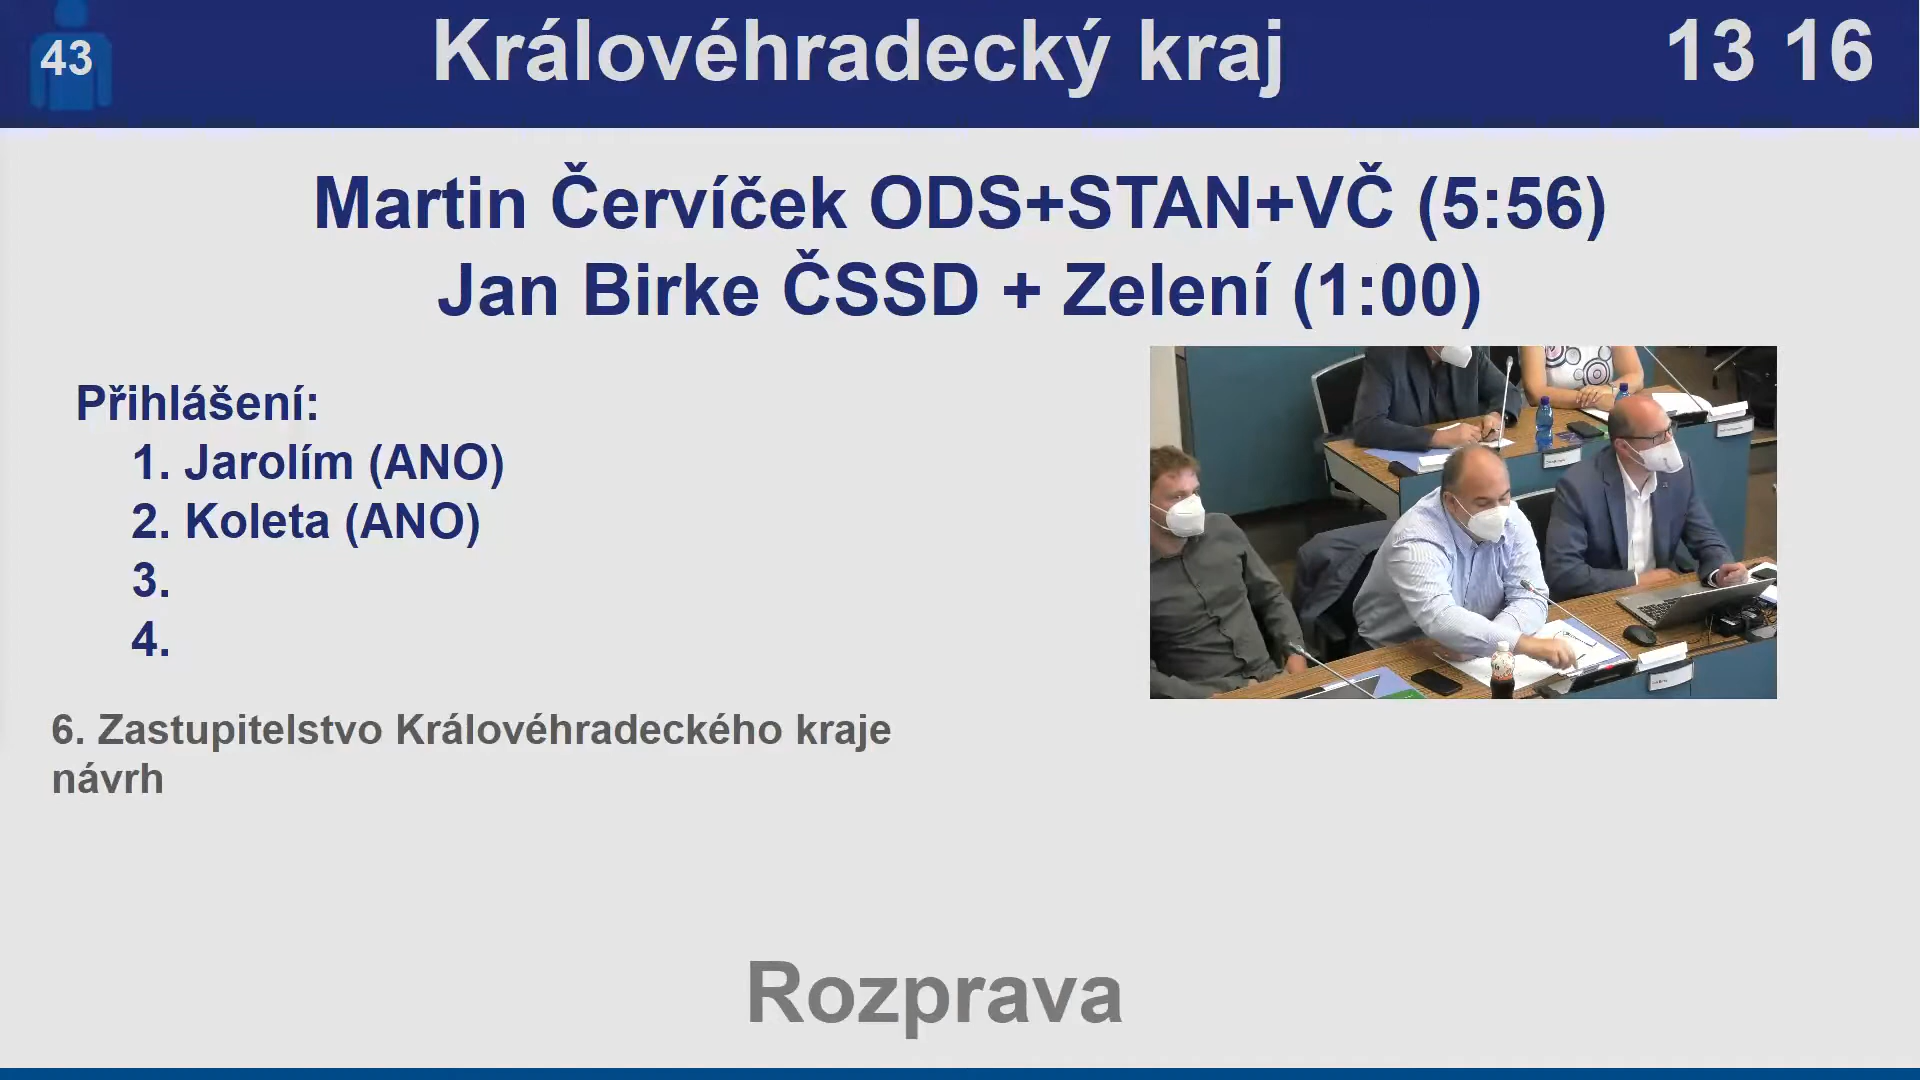 43
Královéhradecký kraj
13 16
Martin Červíček ODS+STAN+VČ (5:56)
Jan Birke ČSSD + Zelení (1:00)
Přihlášení:
1. Jarolím (ANO)
2. Koleta (ANO)
3.
4.
6. Zastupitelstvo Královéhradeckého kraje
návrh
Rozprava